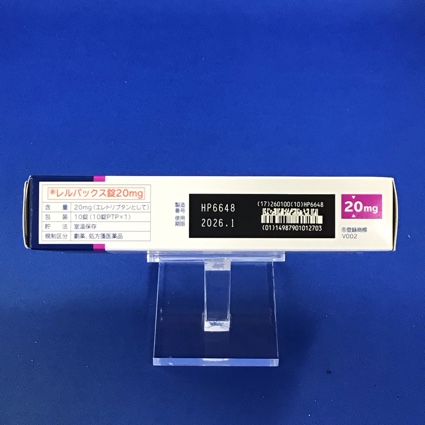 ※レルパックス錠20mg
含　量 20mg(エレトリプタンとして)
包　装 10錠(10錠PTP×1)
貯　法 室温保存
規制区分 劇薬、処方箋医薬品
製造番号 HP6648
使用期限 2026.1
(17)260100(10)HP6648
(01)14987901012703
20mg
®登録商標
V002